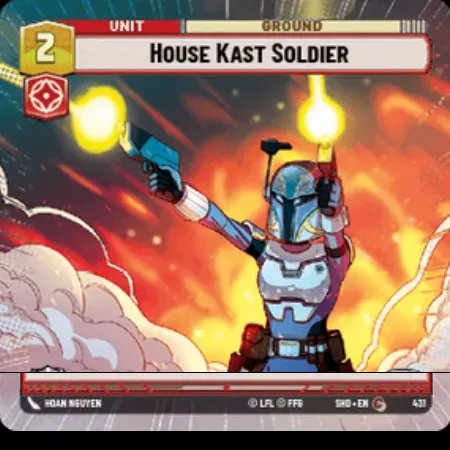 UNIT GROUND
2 HOUSE KAST SOLDIER
HOAN NGUYEN © LFL © FFG SHD • EN C 431